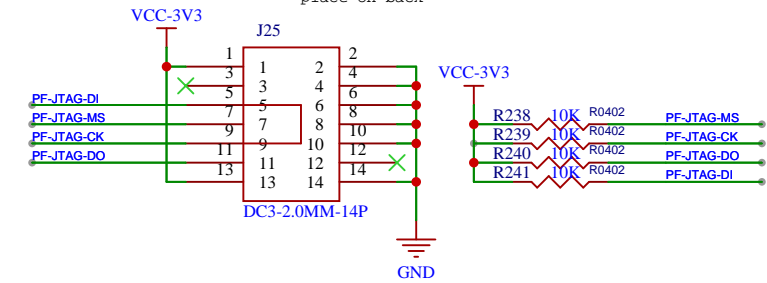 place on back
VCC-3V3
J25
1 2
3 1 2 4
5 3 4 6
PF-JTAG-DI
7 5 6 8
PF-JTAG-MS
9 7 8 10
PF-JTAG-CK
11 9 10 12
PF-JTAG-DO
13 11 12 14
13 14
DC3-2.0MM-14P
GND
VCC-3V3
R238 10K R0402 PF-JTAG-MS
R239 10K R0402 PF-JTAG-CK
R240 10K R0402 PF-JTAG-DO
R241 10K R0402 PF-JTAG-DI